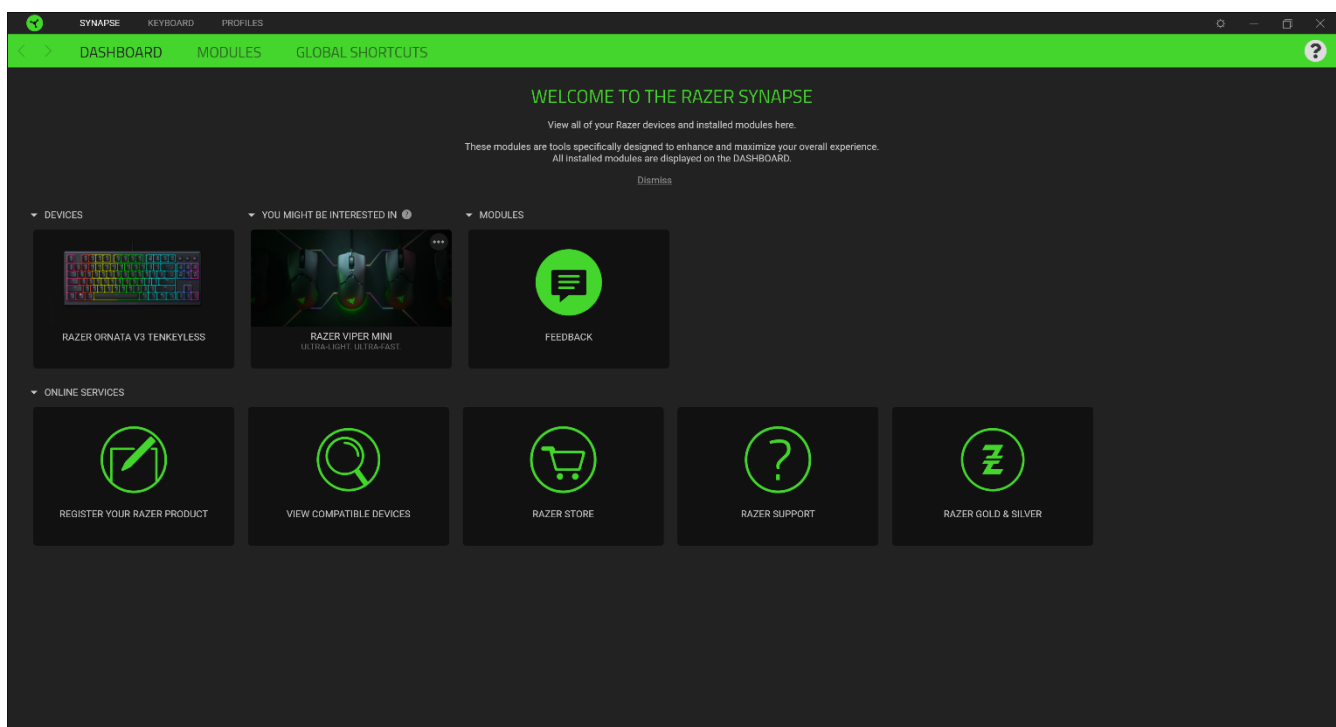 SYNAPSE KEYBOARD PROFILES
DASHBOARD MODULES GLOBAL SHORTCUTS ?
WELCOME TO THE RAZER SYNAPSE
View all of your Razer devices and installed modules here.
These modules are tools specifically designed to enhance and maximize your overall experience.
All installed modules are displayed on the DASHBOARD.
Dismiss
DEVICES
YOU MIGHT BE INTERESTED IN ?
MODULES
RAZER ORNATA V3 TENKEYLESS
RAZER VIPER MINI
ULTRA-LIGHT. ULTRA-FAST.
FEEDBACK
ONLINE SERVICES
REGISTER YOUR RAZER PRODUCT
VIEW COMPATIBLE DEVICES
RAZER STORE
RAZER SUPPORT
RAZER GOLD & SILVER